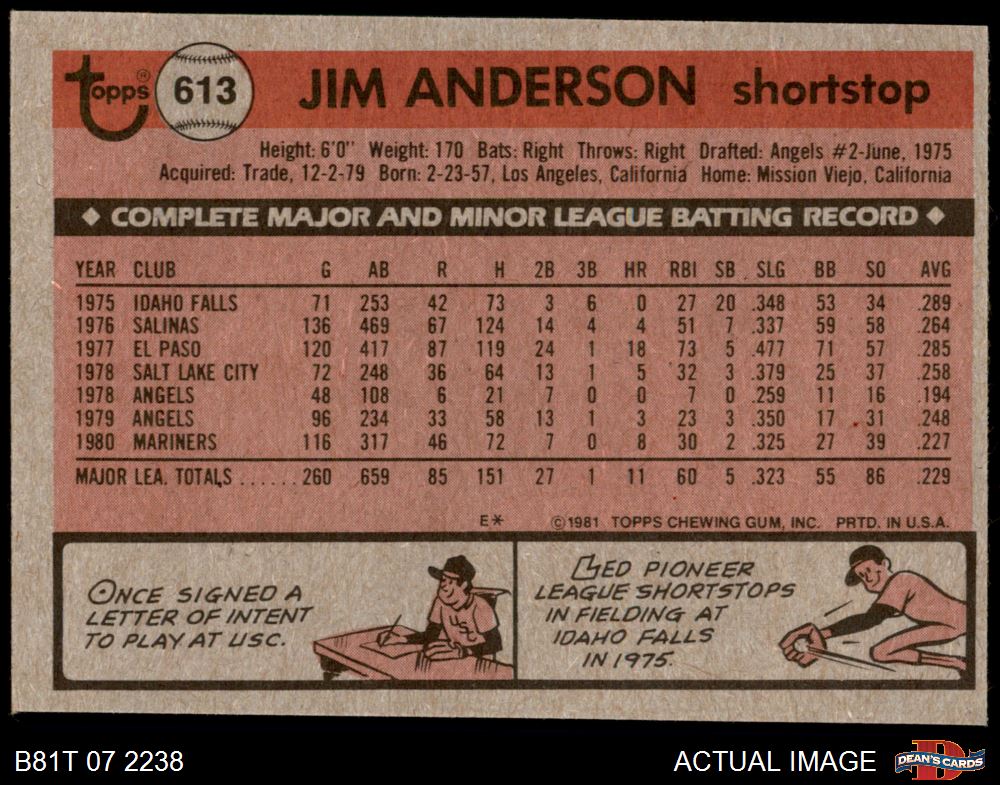 topps® 613 JIM ANDERSON shortstop
Height: 6'0" Weight: 170 Bats: Right Throws: Right Drafted: Angels #2-June, 1975
Acquired: Trade, 12-2-79 Born: 2-23-57, Los Angeles, California Home: Mission Viejo, California
◆ COMPLETE MAJOR AND MINOR LEAGUE BATTING RECORD ◆
YEAR CLUB G AB R H 2B 3B HR RBI SB SLG BB SO AVG
1975 IDAHO FALLS 71 253 42 73 3 6 0 27 20 .348 53 34 .289
1976 SALINAS 136 469 67 124 14 4 4 51 7 .337 59 58 .264
1977 EL PASO 120 417 87 119 24 1 18 73 5 .477 71 57 .285
1978 SALT LAKE CITY 72 248 36 64 13 1 5 32 3 .379 25 37 .258
1978 ANGELS 48 108 6 21 7 0 0 7 0 .259 11 16 .194
1979 ANGELS 96 234 33 58 13 1 3 23 3 .350 17 31 .248
1980 MARINERS 116 317 46 72 7 0 8 30 2 .325 27 39 .227
MAJOR LEA. TOTALS ...... 260 659 85 151 27 1 11 60 5 .323 55 86 .229
E* ©1981 TOPPS CHEWING GUM, INC. PRTD. IN U.S.A.
ONCE SIGNED A
LETTER OF INTENT
TO PLAY AT USC.
USC
LED PIONEER
LEAGUE SHORTSTOPS
IN FIELDING AT
IDAHO FALLS
IN 1975.
B81T 07 2238 ACTUAL IMAGE D DEAN'S CARDS